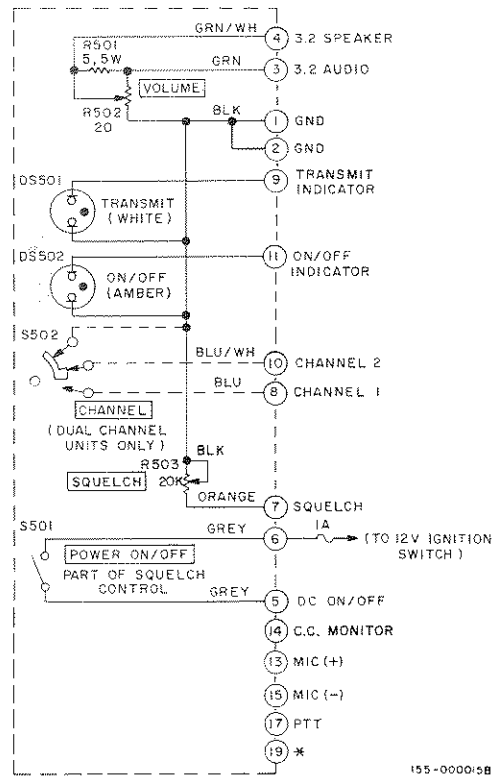 GRN/WH
4 3.2 SPEAKER
R501
5,5W
GRN
3 3.2 AUDIO
VOLUME
R502
20
BLK
1 GND
2 GND
DS501
9 TRANSMIT
INDICATOR
TRANSMIT
(WHITE)
DS502
11 ON/OFF
INDICATOR
ON/OFF
(AMBER)
S502
BLU/WH
10 CHANNEL 2
BLU
8 CHANNEL 1
CHANNEL
(DUAL CHANNEL
UNITS ONLY)
BLK
R503
SQUELCH
20K
ORANGE
7 SQUELCH
S501
GREY
6
1A
(TO 12V IGNITION
SWITCH)
POWER ON/OFF
PART OF SQUELCH
CONTROL
GREY
5 DC ON/OFF
14 C.C. MONITOR
13 MIC (+)
15 MIC (-)
17 PTT
19 *
155-000015B